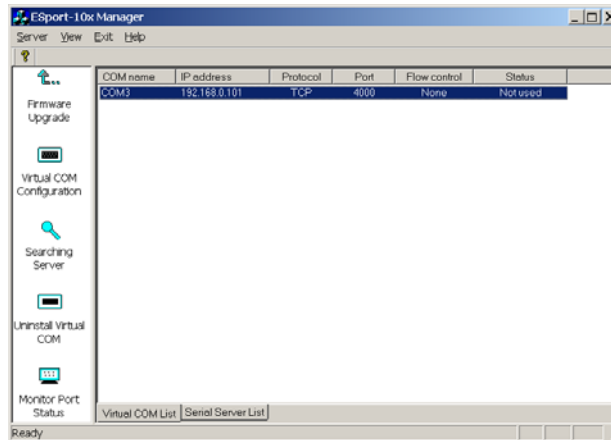 ESport-10x Manager
Server View Exit Help
Firmware
Upgrade
Virtual COM
Configuration
Searching
Server
Uninstall Virtual
COM
Monitor Port
Status
COM name IP address Protocol Port Flow control Status
COM3 192.168.0.101 TCP 4000 None Not used
Virtual COM List Serial Server List
Ready